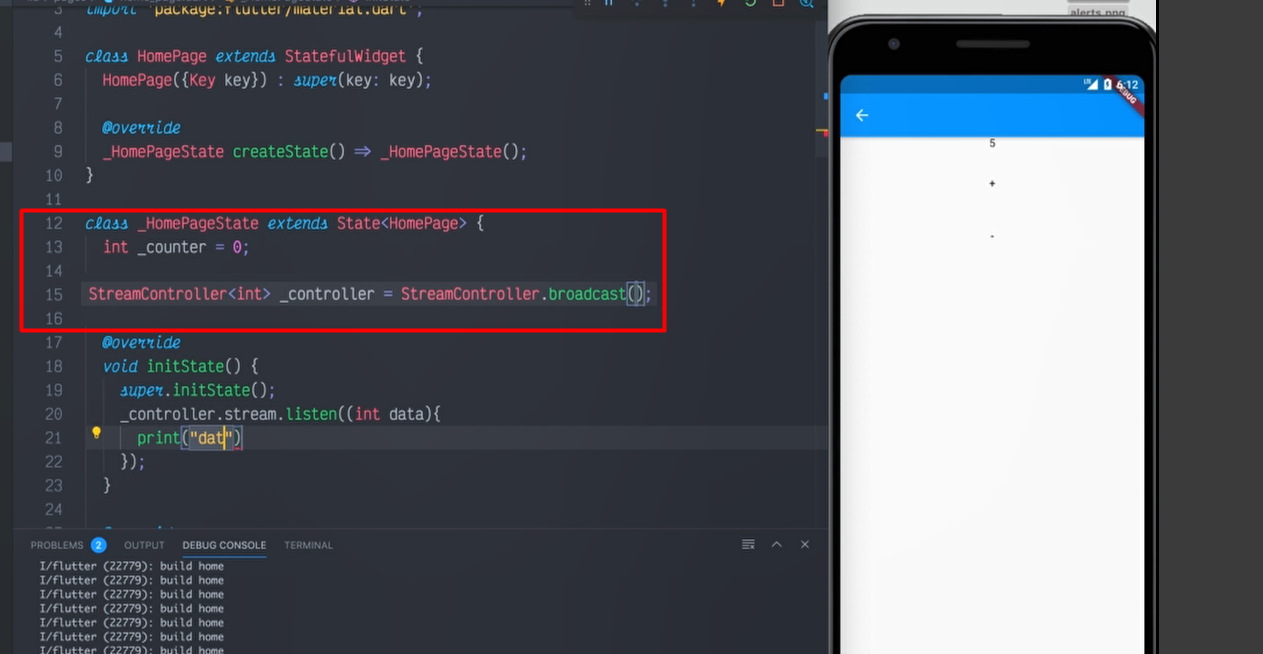 3 import 'package:flutter/material.dart';
4
5 class HomePage extends StatefulWidget {
6 HomePage({Key key}) : super(key: key);
7
8 @override
9 _HomePageState createState() => _HomePageState();
10 }
11
12 class _HomePageState extends State<HomePage> {
13 int _counter = 0;
14
15 StreamController<int> _controller = StreamController.broadcast();
16
17 @override
18 void initState() {
19 super.initState();
20 _controller.stream.listen((int data){
21 print("dat")
22 });
23 }
24
PROBLEMS 2 OUTPUT DEBUG CONSOLE TERMINAL
I/flutter (22779): build home
I/flutter (22779): build home
I/flutter (22779): build home
I/flutter (22779): build home
I/flutter (22779): build home
I/flutter (22779): build home
I/flutter (22779): build home
alerts.png
LTE 6:12
DEBUG
5
+
-